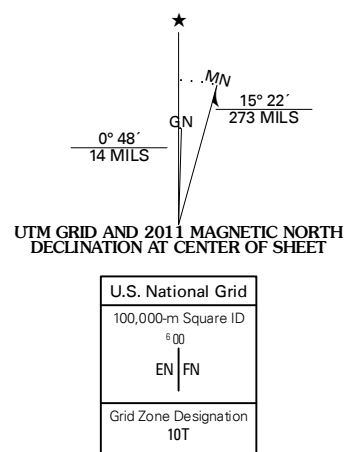 ★
MN
GN
15° 22´
273 MILS
0° 48´
14 MILS
UTM GRID AND 2011 MAGNETIC NORTH
DECLINATION AT CENTER OF SHEET
U.S. National Grid
100,000-m Square ID
⁶00
EN FN
Grid Zone Designation
10T